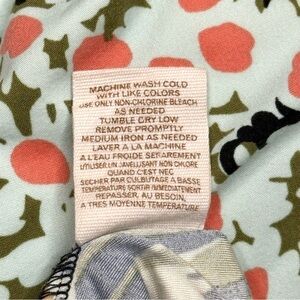 MACHINE WASH COLD
WITH LIKE COLORS
USE ONLY NON-CHLORINE BLEACH
AS NEEDED
TUMBLE DRY LOW
REMOVE PROMPTLY
MEDIUM IRON AS NEEDED
LAVER A LA MACHINE
A L'EAU FROIDE SEPAREMENT
UTILISER UN JAVELLISANT NON CHLORE
QUAND C'EST NEC
SECHER PAR CULBUTAGE A BASSE
TEMPERATURE SORTIR IMMEDIATEMENT
REPASSER, AU BESOIN,
A TRES MOYENNE TEMPERATURE